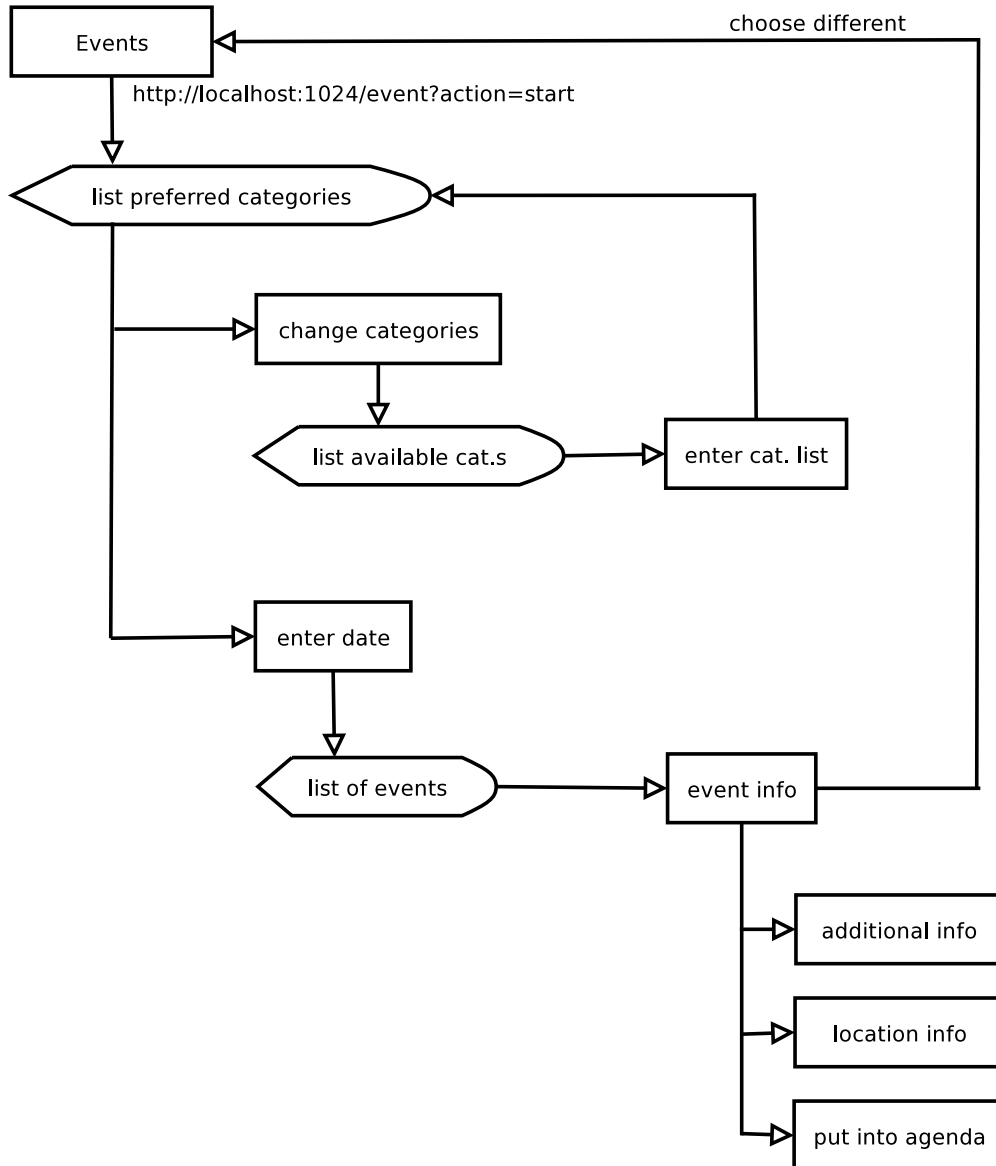 choose different
Events
http://localhost:1024/event?action=start
list preferred categories
change categories
list available cat.s
enter cat. list
enter date
list of events
event info
additional info
location info
put into agenda